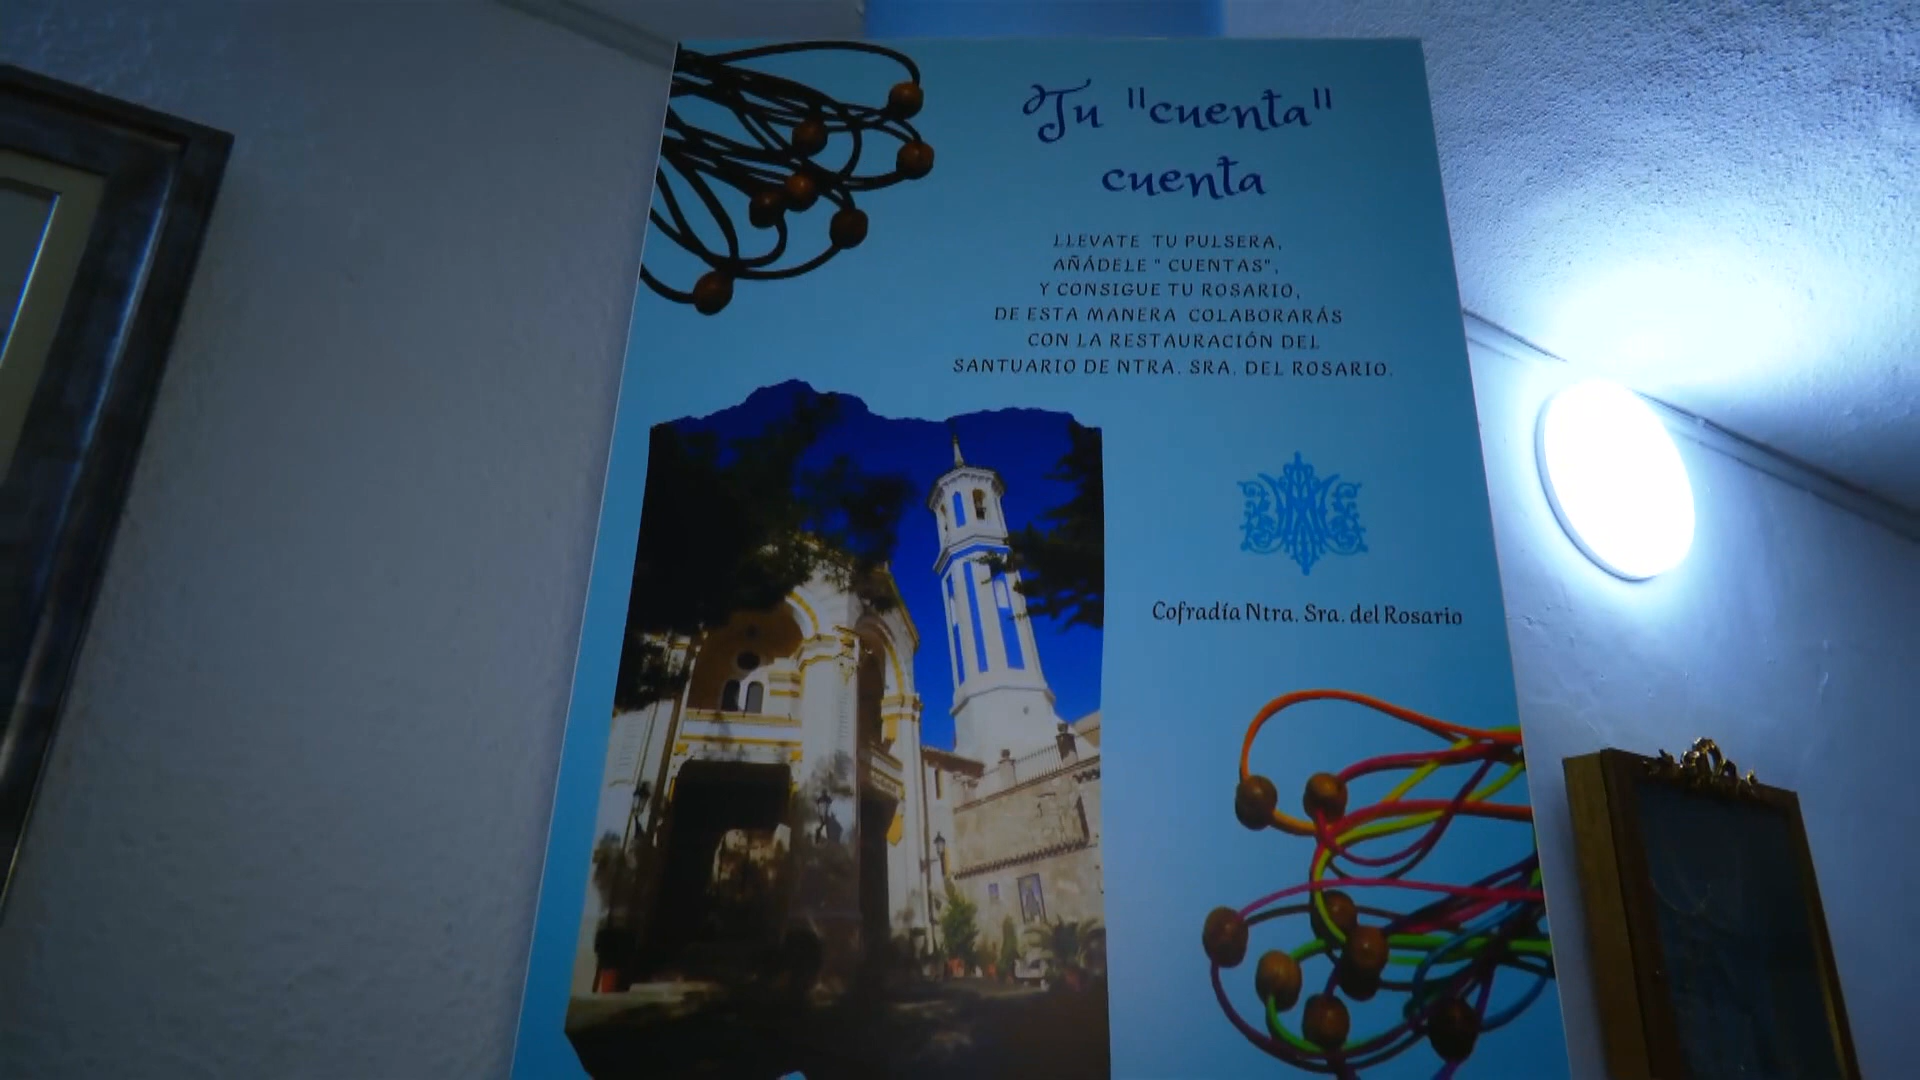 Tu "cuenta"
cuenta
LLEVATE TU PULSERA,
AÑÁDELE " CUENTAS",
Y CONSIGUE TU ROSARIO,
DE ESTA MANERA COLABORARÁS
CON LA RESTAURACIÓN DEL
SANTUARIO DE NTRA. SRA. DEL ROSARIO.
Cofradía Ntra. Sra. del Rosario